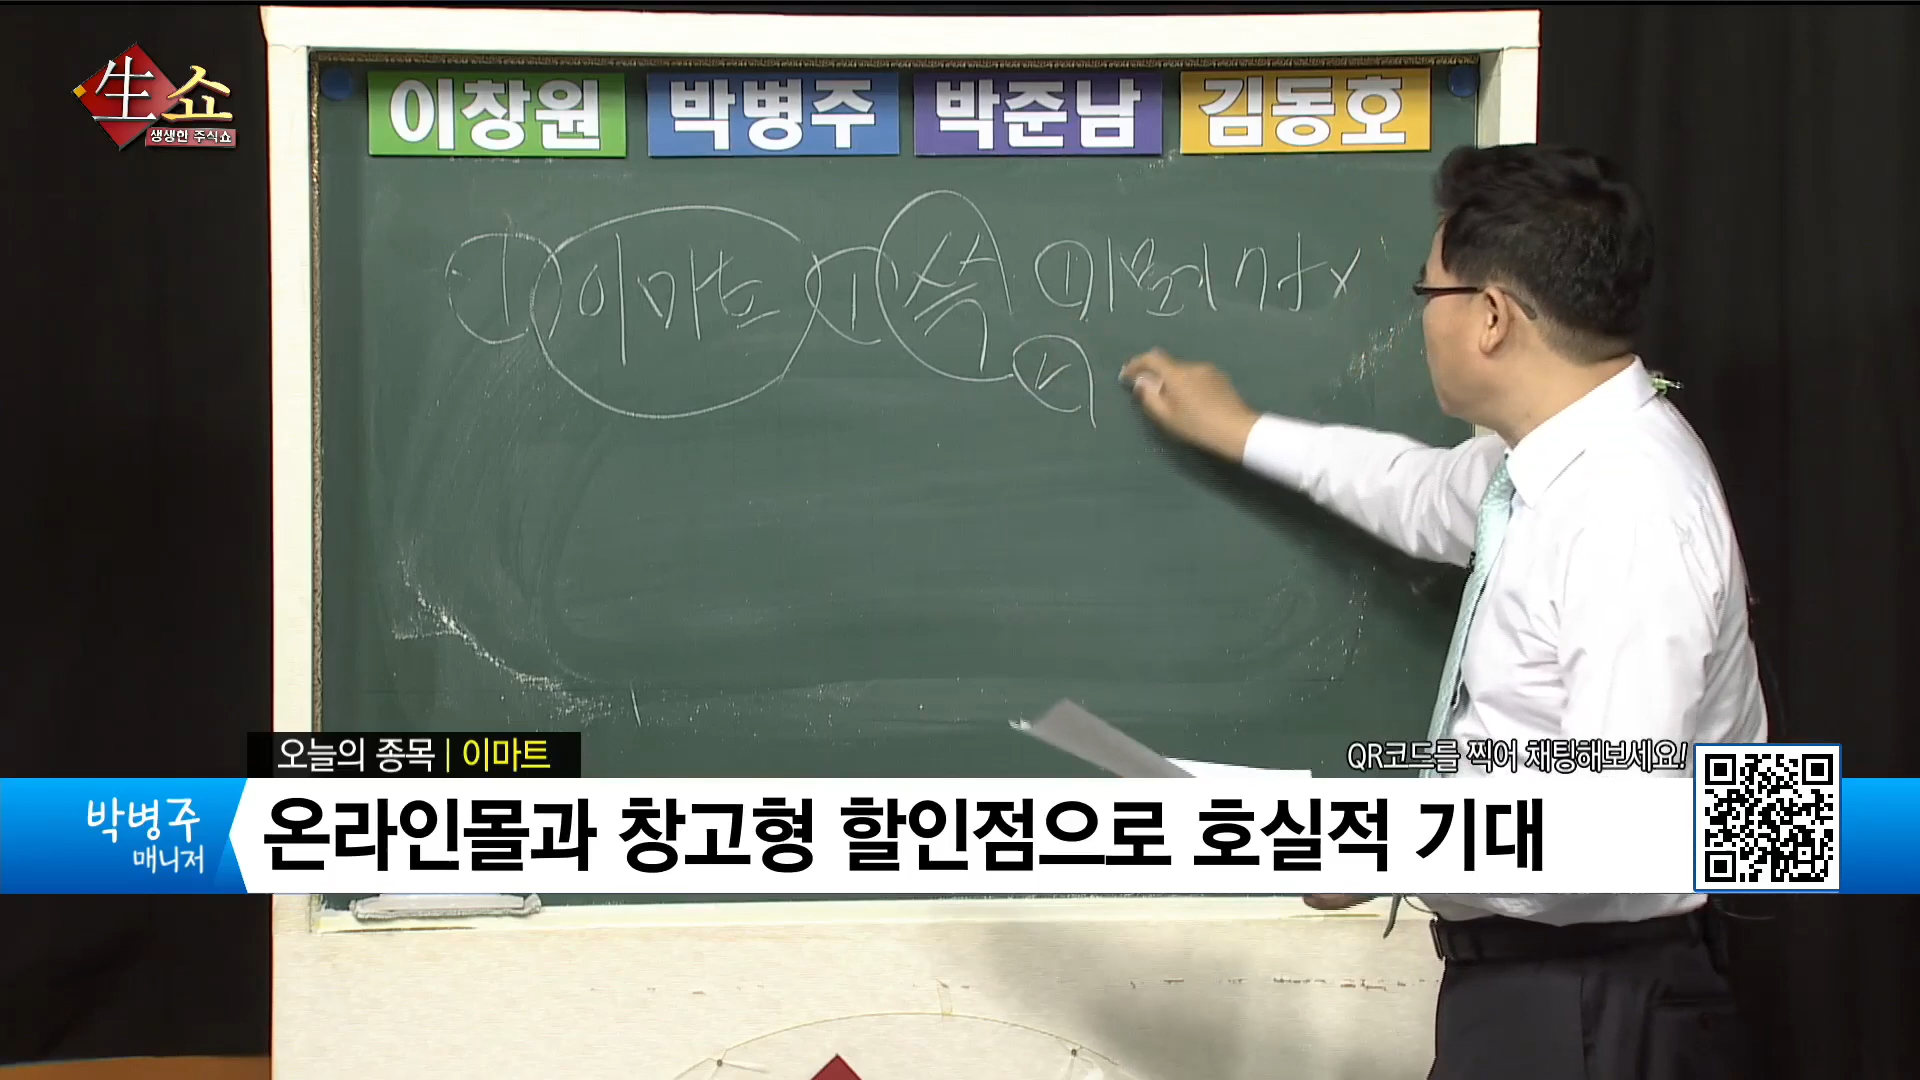 生쇼
생생한 주식쇼
이창원 박병주 박준남 김동호
1 이마트 1 쓱 1
2
오늘의 종목 | 이마트
QR코드를 찍어 채팅해보세요!
박병주
매니저
온라인몰과 창고형 할인점으로 호실적 기대